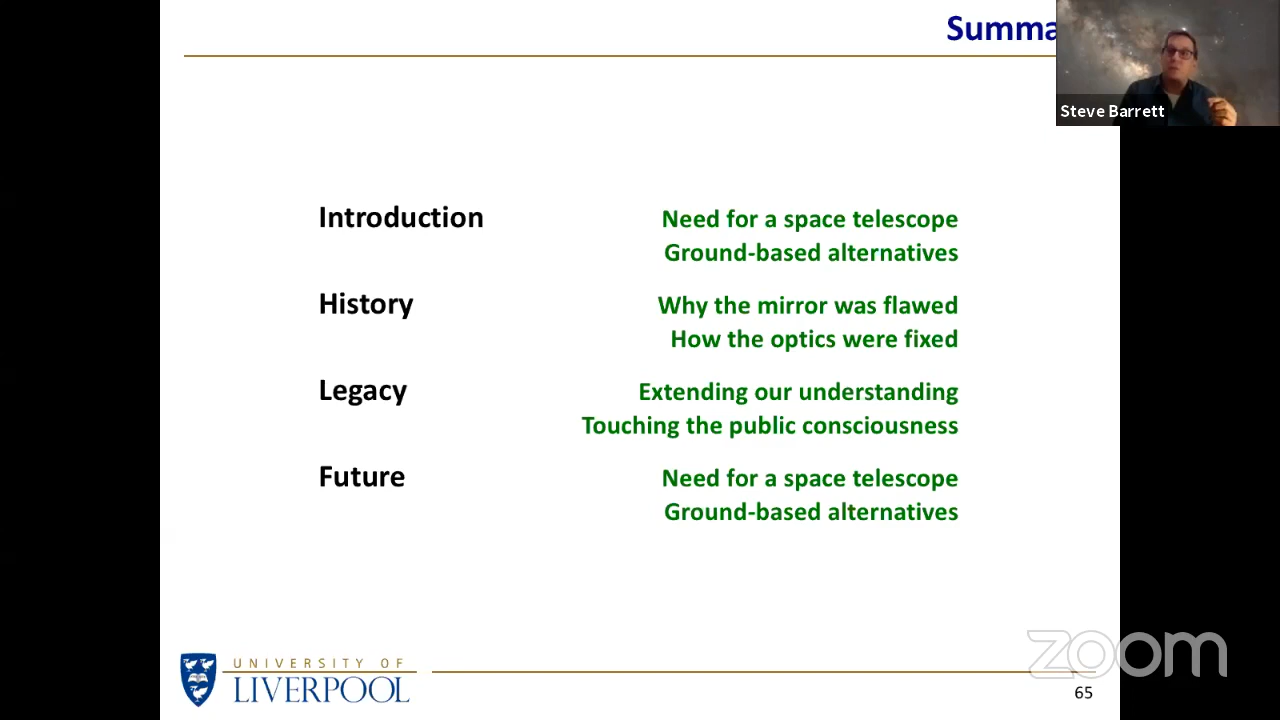 Summa
Steve Barrett
Introduction
Need for a space telescope
Ground-based alternatives
History
Why the mirror was flawed
How the optics were fixed
Legacy
Extending our understanding
Touching the public consciousness
Future
Need for a space telescope
Ground-based alternatives
UNIVERSITY OF
LIVERPOOL
zoom
65